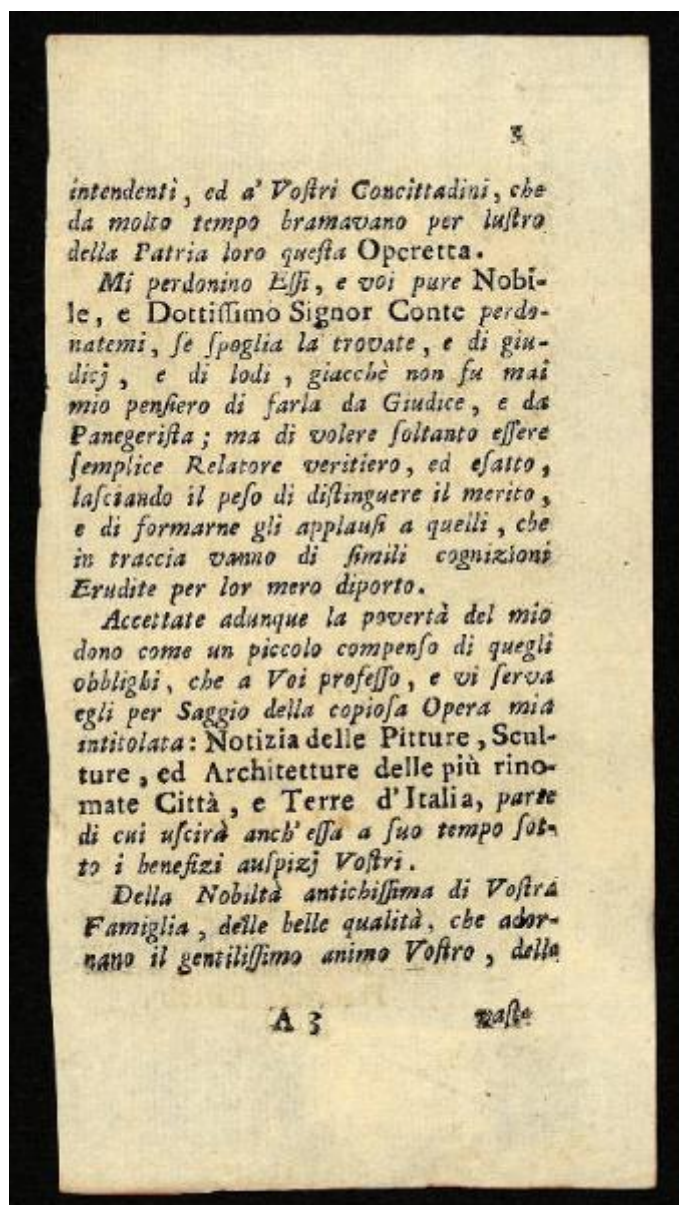 5
intendenti, ed a' Voſtri Concittadini, che
da molto tempo bramavano per luſtro
della Patria loro queſta Operetta.
Mi perdonino Eſſi, e voi pure Nobi-
le, e Dottiſſimo Signor Conte perdo-
natemi, ſe ſpoglia la trovate, e di giu-
dicj, e di lodi, giacchè non fu mai
mio penſiero di farla da Giudice, e da
Panegeriſta; ma di volere ſoltanto eſſere
ſemplice Relatore veritiero, ed eſatto,
laſciando il peſo di diſtinguere il merito,
e di formarne gli applauſi a quelli, che
in traccia vanno di ſimili cognizioni
Erudite per lor mero diporto.
Accettate adunque la povertà del mio
dono come un piccolo compenſo di quegli
obblighi, che a Voi profeſſo, e vi ſerva
egli per Saggio della copioſa Opera mia
intitolata: Notizia delle Pitture, Scul-
ture, ed Architetture delle più rino-
mate Città, e Terre d'Italia, parte
di cui uſcirà anch' eſſa a ſuo tempo ſot-
to i benefizi auſpizj Voſtri.
Della Nobiltà antichiſſima di Voſtra
Famiglia, delle belle qualità, che ador-
nano il gentiliſſimo animo Voſtro, della
A 3 vaſta